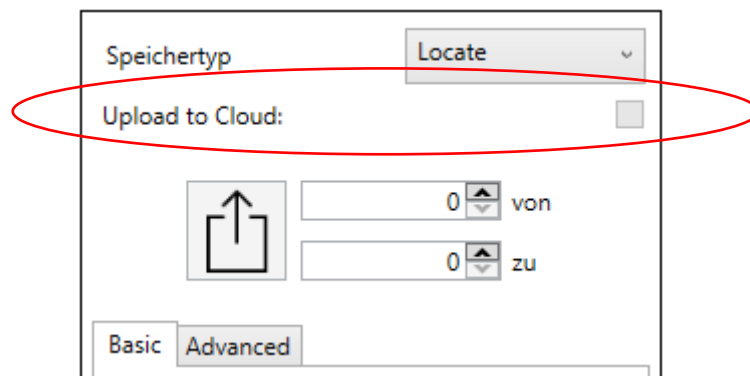 Speichertyp Locate
Upload to Cloud:
0 von
0 zu
Basic Advanced